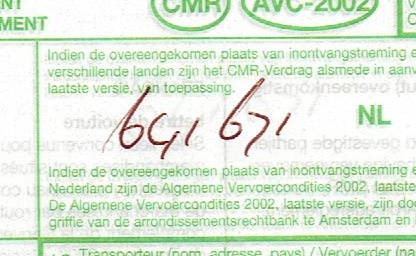 NT
MENT
CMR
AVC-2002
Indien de overeengekomen plaats van inontvangstneming e
verschillende landen zijn het CMR-Verdrag alsmede in aan
laatste versie, van toepassing.
641 671
NL
Indien de overeengekomen plaats van inontvangstneming
Nederland zijn de Algemene Vervoercondities 2002, laatste
De Algemene Vervoercondities 2002, laatste versie, zijn doo
griffie van de arrondissementsrechtbank te Amsterdam en
Transporteur (nom, adresse, pays) / Vervoerder (na